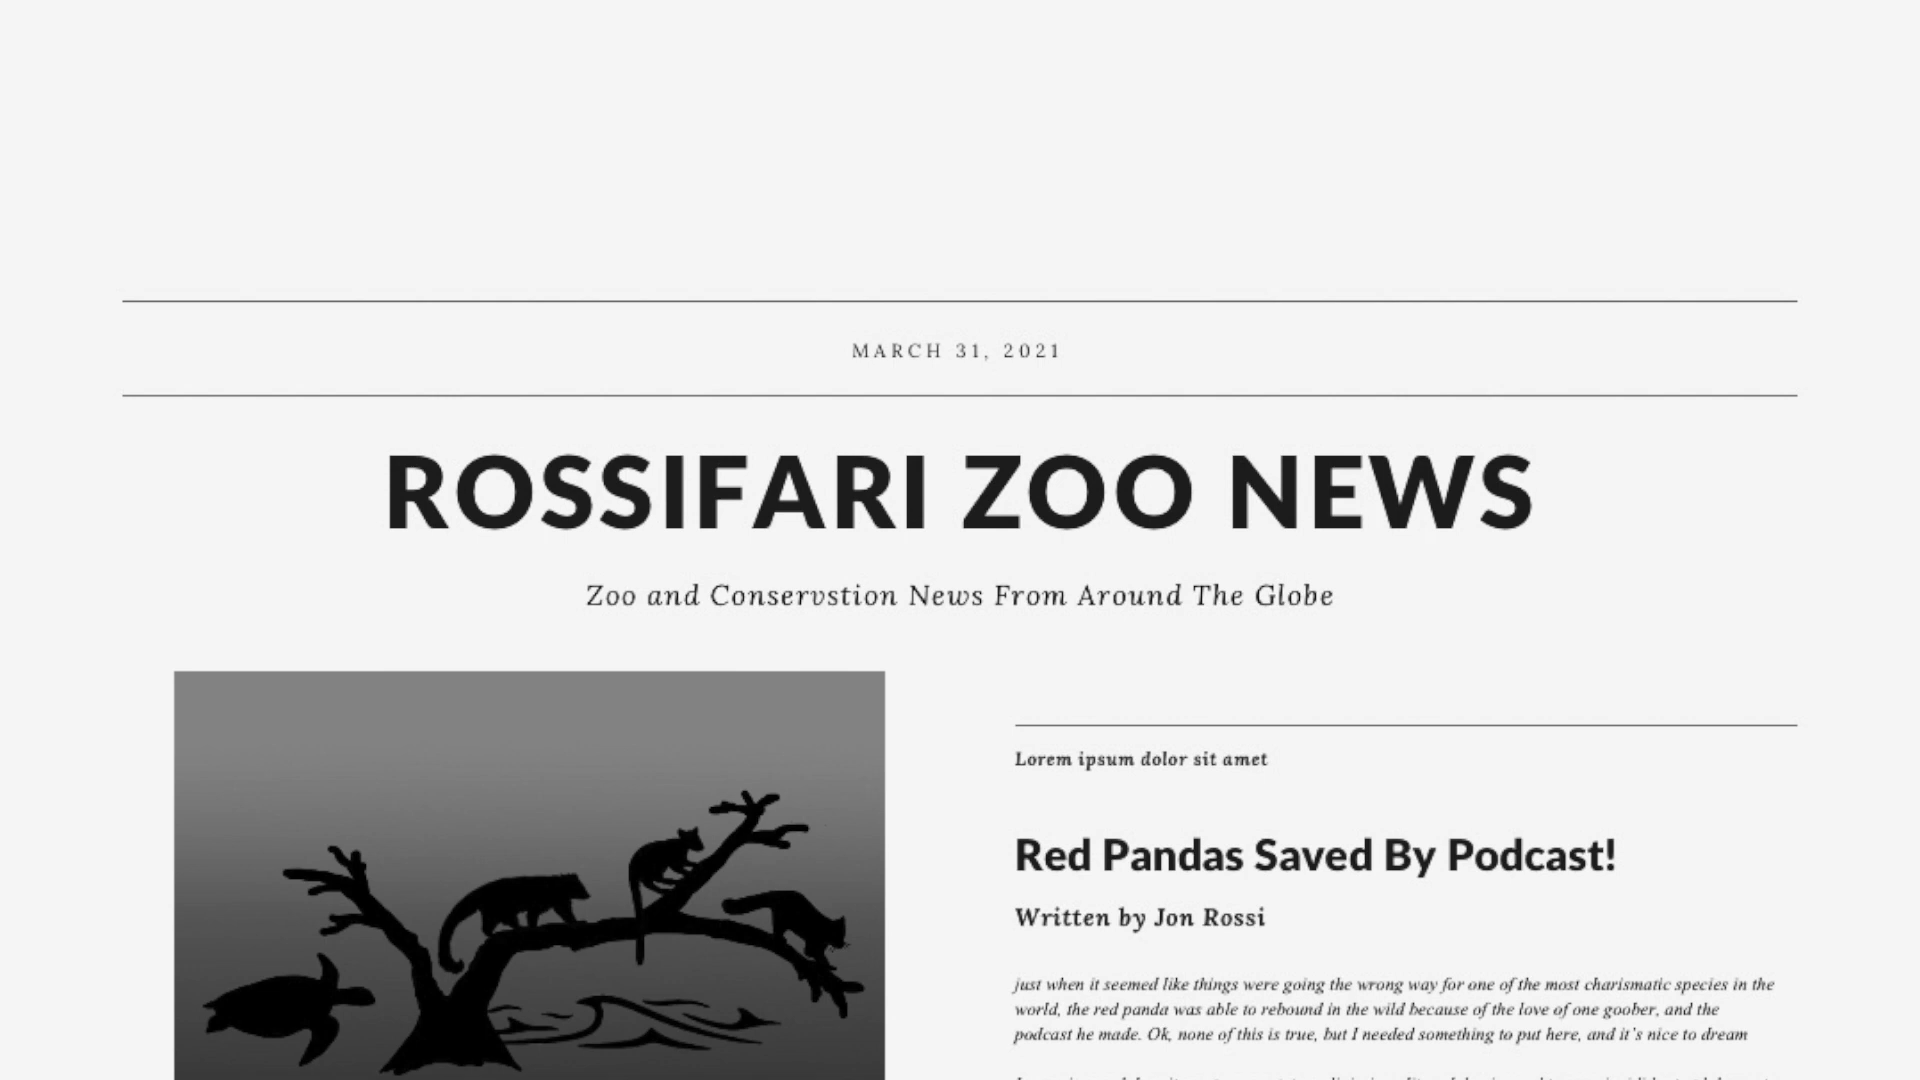 MARCH 31, 2021
ROSSIFARI ZOO NEWS
Zoo and Conservstion News From Around The Globe
Lorem ipsum dolor sit amet
Red Pandas Saved By Podcast!
Written by Jon Rossi
just when it seemed like things were going the wrong way for one of the most charismatic species in the
world, the red panda was able to rebound in the wild because of the love of one goober, and the
podcast he made. Ok, none of this is true, but I needed something to put here, and it's nice to dream